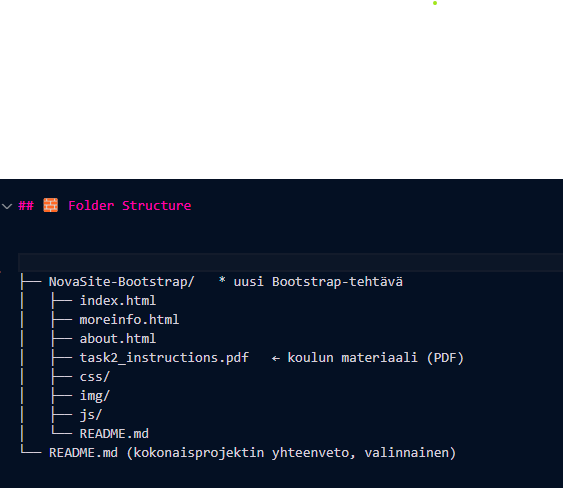 ## 🧱 Folder Structure
├── NovaSite-Bootstrap/   * uusi Bootstrap-tehtävä
│   ├── index.html
│   ├── moreinfo.html
│   ├── about.html
│   ├── task2_instructions.pdf   ← koulun materiaali (PDF)
│   ├── css/
│   ├── img/
│   ├── js/
│   └── README.md
└── README.md (kokonaisprojektin yhteenveto, valinnainen)